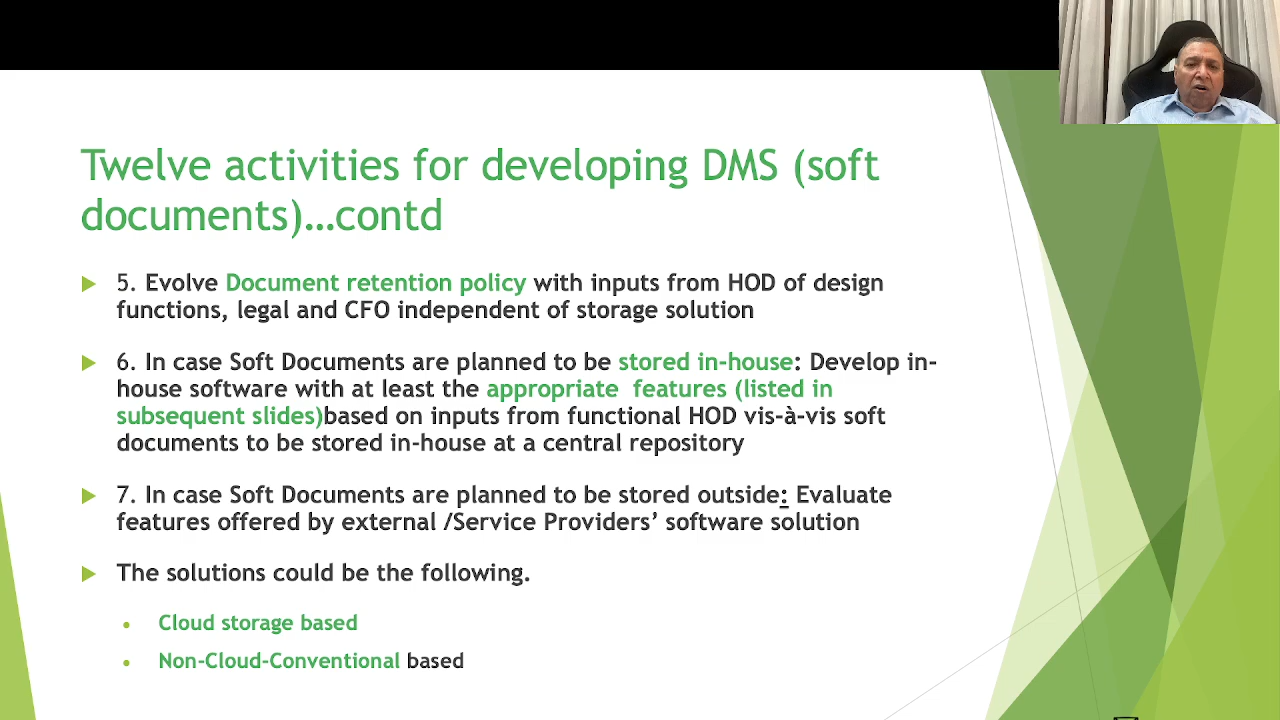 Twelve activities for developing DMS (soft
documents)…contd
5. Evolve Document retention policy with inputs from HOD of design
functions, legal and CFO independent of storage solution
6. In case Soft Documents are planned to be stored in-house: Develop in-
house software with at least the appropriate  features (listed in
subsequent slides)based on inputs from functional HOD vis-à-vis soft
documents to be stored in-house at a central repository
7. In case Soft Documents are planned to be stored outside: Evaluate
features offered by external /Service Providers’ software solution
The solutions could be the following.
Cloud storage based
Non-Cloud-Conventional based